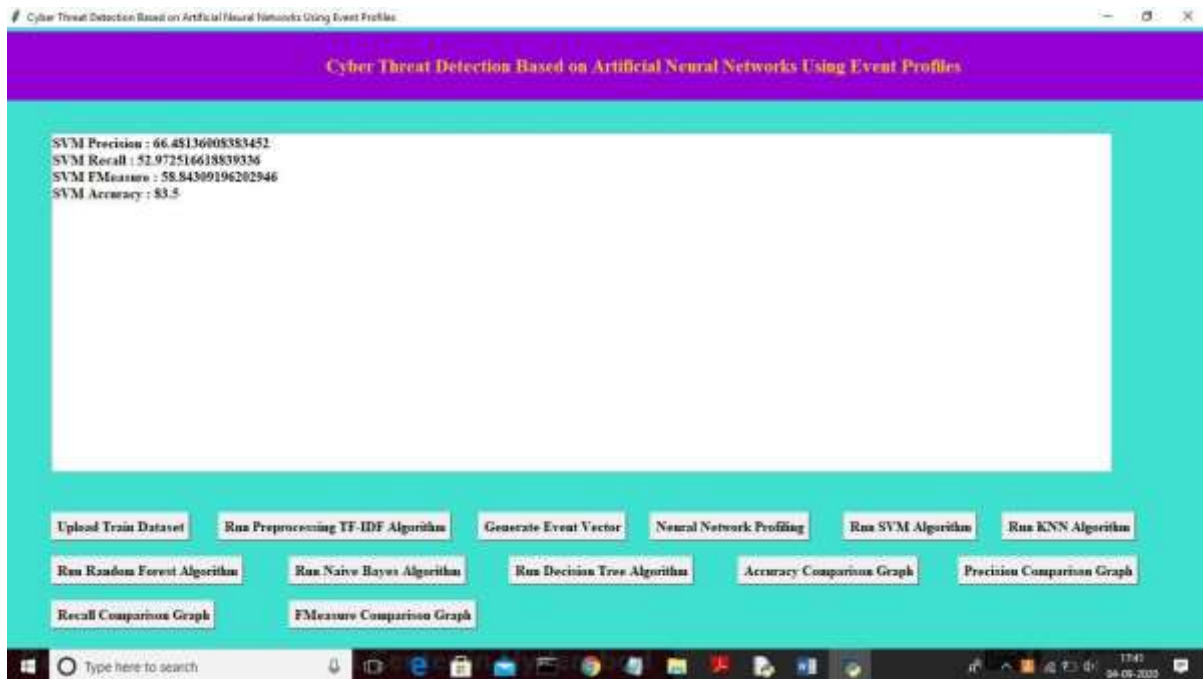 Cyber Threat Detection Based on Artificial Neural Networks Using Event Profiles
Cyber Threat Detection Based on Artificial Neural Networks Using Event Profiles
SVM Precision : 66.48136008383452
SVM Recall : 52.972516618839336
SVM FMeasure : 58.84309196202946
SVM Accuracy : 83.5
Upload Train Dataset Run Preprocessing TF-IDF Algorithm Generate Event Vector Neural Network Profiling Run SVM Algorithm Run KNN Algorithm
Run Random Forest Algorithm Run Naive Bayes Algorithm Run Decision Tree Algorithm Accuracy Comparison Graph Precision Comparison Graph
Recall Comparison Graph FMeasure Comparison Graph
Type here to search
17:41
04-09-2020